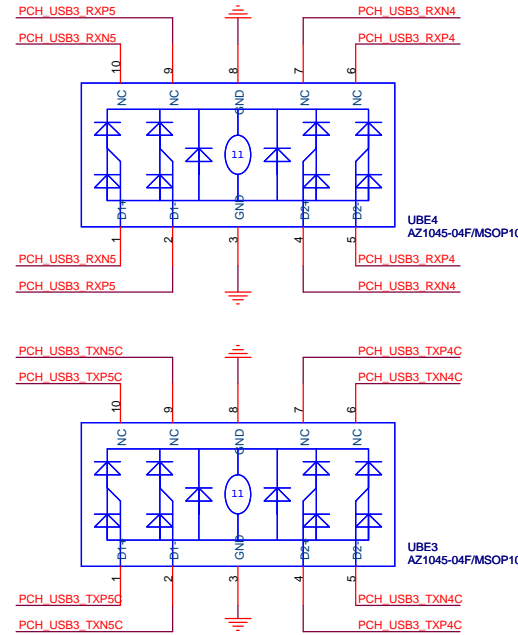 PCH_USB3_RXP5
PCH_USB3_RXN4
PCH_USB3_RXN5
PCH_USB3_RXP4
10
9
8
7
6
NC
NC
GND
NC
NC
11
D1+
D1-
GND
D2+
D2-
UBE4
AZ1045-04F/MSOP10
1
2
3
4
5
PCH_USB3_RXN5
PCH_USB3_RXP4
PCH_USB3_RXP5
PCH_USB3_RXN4
PCH_USB3_TXN5C
PCH_USB3_TXP4C
PCH_USB3_TXP5C
PCH_USB3_TXN4C
10
9
8
7
6
NC
NC
GND
NC
NC
11
D1+
D1-
GND
D2+
D2-
UBE3
AZ1045-04F/MSOP10
1
2
3
4
5
PCH_USB3_TXP5C
PCH_USB3_TXN4C
PCH_USB3_TXN5C
PCH_USB3_TXP4C